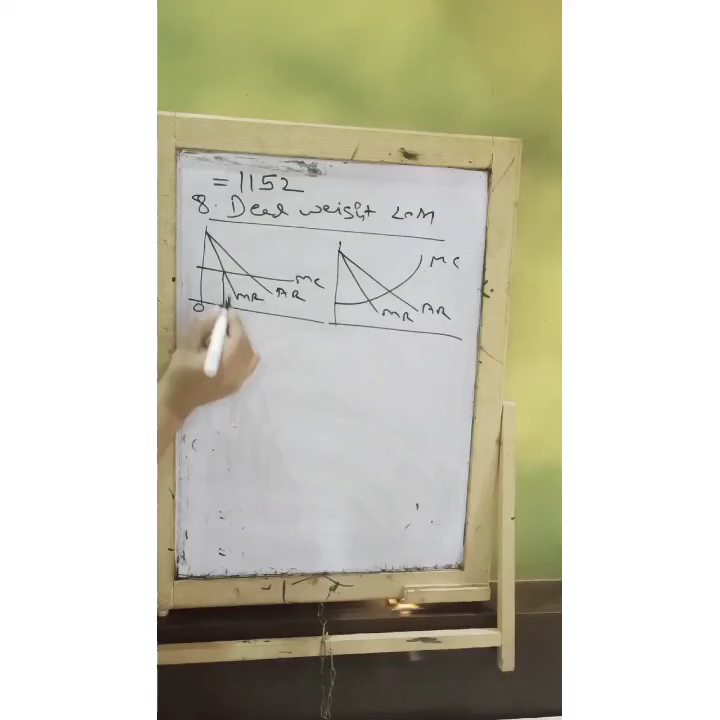 = 1152
8. Dead weight Loss
MC
MR AR
O
MC
MR AR